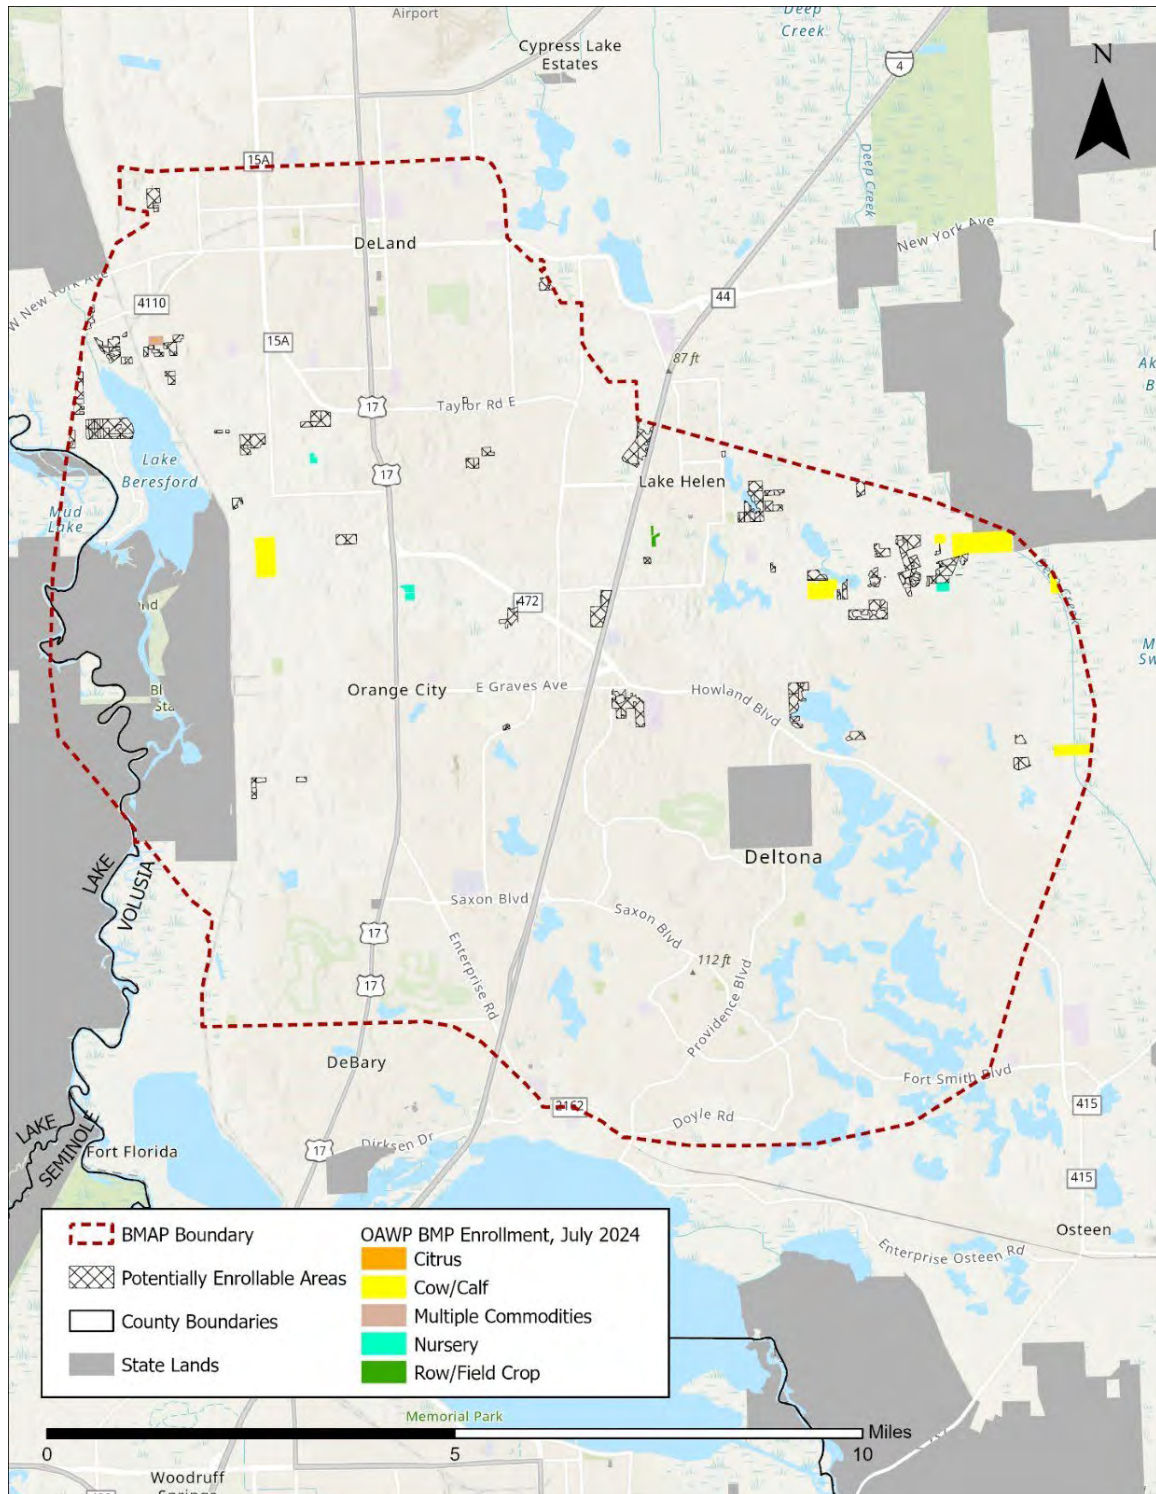 Airport
Deep
Creek
Cypress Lake
Estates
4
N
15A
Deep Creek
DeLand
New York Ave
W New York Ave
4110
44
15A
87 ft
17
Taylor Rd E
17
Lake
Beresford
Lake Helen
Mud
Lake
472
Orange City
E Graves Ave
Howland Blvd
Deltona
LAKE
VOLUSIA
Saxon Blvd
Saxon Blvd
17
112 ft
Enterprise Rd
17
Providence Blvd
DeBary
Fort Smith Blvd
415
Doyle Rd
Dirksen Dr
17
LAKE
SEMINOLE
Fort Florida
415
Osteen
Enterprise Osteen Rd
BMAP Boundary
Potentially Enrollable Areas
County Boundaries
State Lands
OAWP BMP Enrollment, July 2024
Citrus
Cow/Calf
Multiple Commodities
Nursery
Row/Field Crop
Memorial Park
Miles
0
5
10
Woodruff